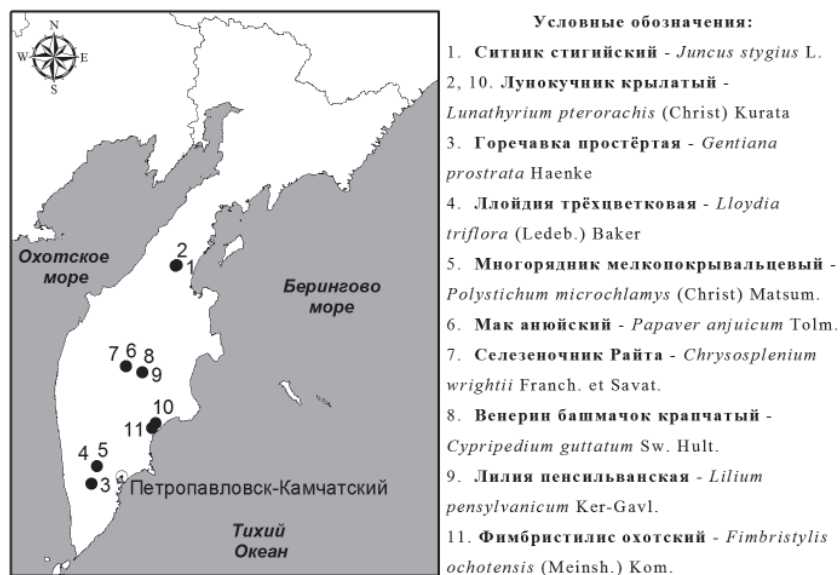 N
W E
S
Охотское
море
Берингово
море
2
1
7 6 8
9
10
11
4 5
3
Петропавловск-Камчатский
Тихий
Океан
Условные обозначения:
1. Ситник стигийский - Juncus stygius L.
2, 10. Лунокучник крылатый -
Lunathyrium pterorachis (Christ) Kurata
3. Горечавка простёртая - Gentiana
prostrata Haenke
4. Ллойдия трёхцветковая - Lloydia
triflora (Ledeb.) Baker
5. Многорядник мелкопокрывальцевый -
Polystichum microchlamys (Christ) Matsum.
6. Мак анюйский - Papaver anjuicum Tolm.
7. Селезеночник Райта - Chrysosplenium
wrightii Franch. et Savat.
8. Венерин башмачок крапчатый -
Cypripedium guttatum Sw. Hult.
9. Лилия пенсильванская - Lilium
pensylvanicum Ker-Gavl.
11. Фимбристилис охотский - Fimbristylis
ochotensis (Meinsh.) Kom.